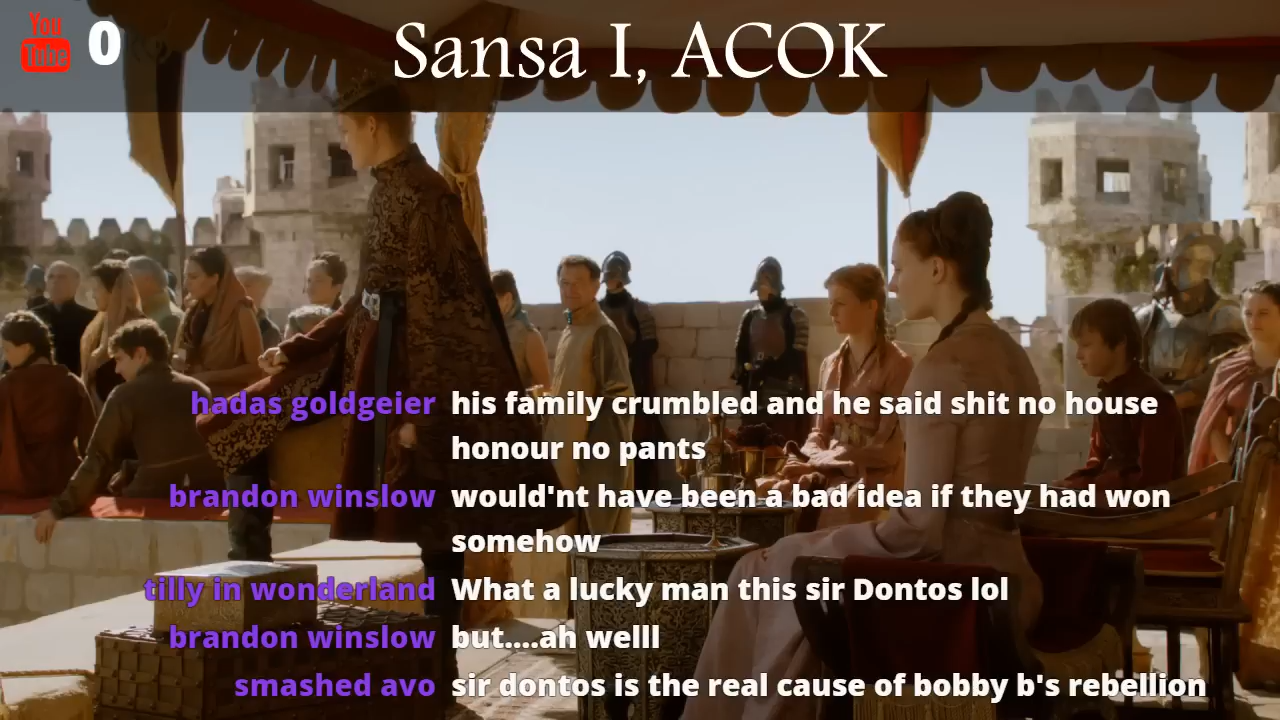 You
Tube
0
Sansa I, ACOK
hadas goldgeier his family crumbled and he said shit no house
honour no pants
brandon winslow would'nt have been a bad idea if they had won
somehow
tilly in wonderland What a lucky man this sir Dontos lol
brandon winslow but....ah welll
smashed avo sir dontos is the real cause of bobby b's rebellion